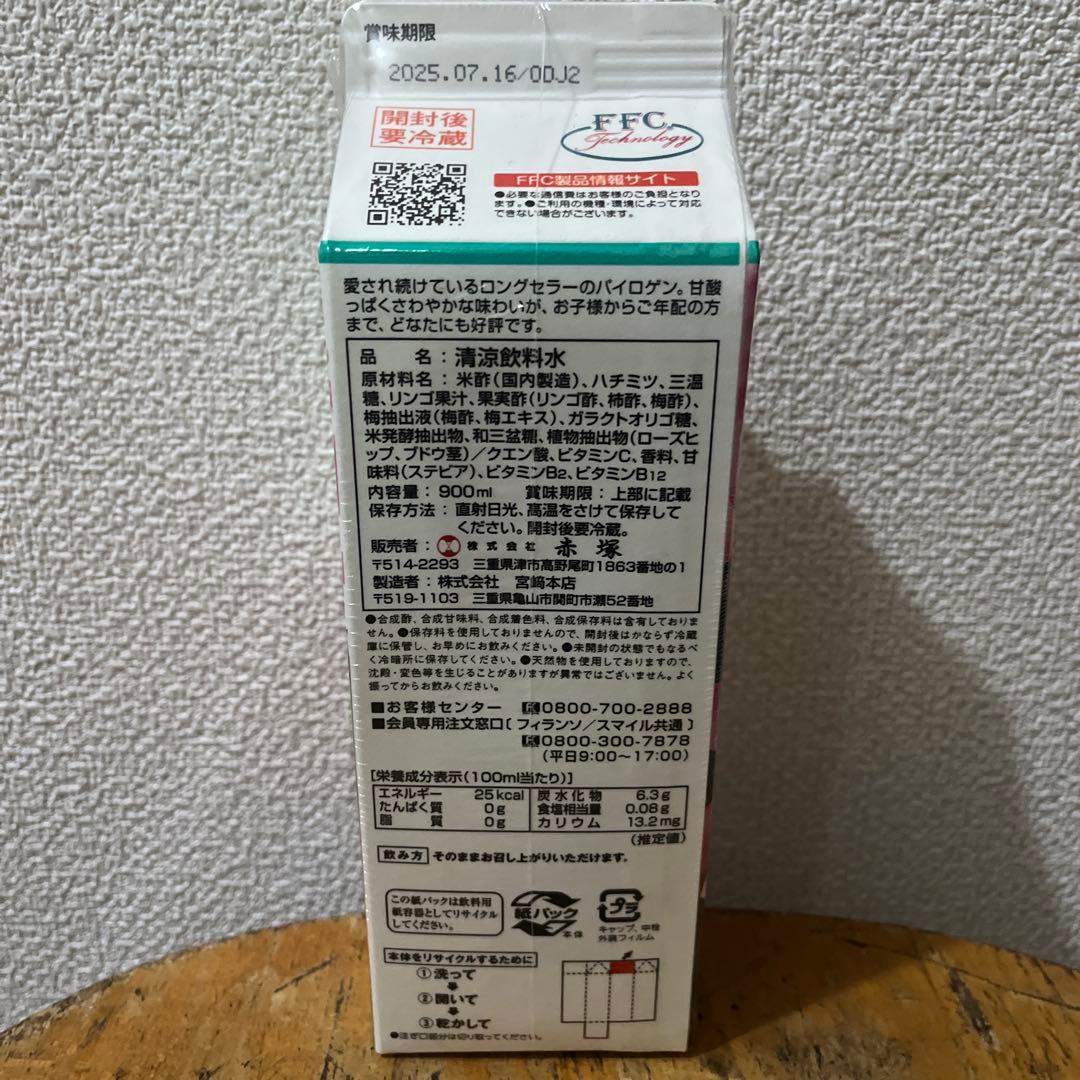 賞味期限
2025.07.16/ODJ2
開封後
要冷蔵
FFC
Technology
FFC製品情報サイト
●必要な通信費はお客様のご負担となり
ます。●ご利用の機種・環境によって対応
できない場合がございます。
愛され続けているロングセラーのパイロゲン。甘酸
っぱくさわやかな味わいが、お子様からご年配の方
まで、どなたにも好評です。
品 名：清涼飲料水
原材料名：米酢（国内製造）、ハチミツ、三温
糖、リンゴ果汁、果実酢（リンゴ酢、柿酢、梅酢）、
梅抽出液（梅酢、梅エキス）、ガラクトオリゴ糖、
米発酵抽出物、和三盆糖、植物抽出物（ローズヒ
ップ、ブドウ茎）／クエン酸、ビタミンC、香料、甘
味料（ステビア）、ビタミンB2、ビタミンB12
内容量：900ml 賞味期限：上部に記載
保存方法：直射日光、高温をさけて保存して
ください。開封後要冷蔵。
販売者：株式会社 赤塚
〒514-2293 三重県津市高野尾町1863番地の1
製造者：株式会社 宮﨑本店
〒519-1103 三重県亀山市関町市瀬52番地
●合成酢、合成甘味料、合成着色料、合成保存料は含有しておりま
せん。●保存料を使用しておりませんので、開封後はかならず冷蔵
庫に保管し、お早めにお飲みください。●未開封の状態でもなるべ
く冷暗所に保存してください。●天然物を使用しておりますので、
沈殿・変色等を生じることがありますが異常ではございません。よく
振ってからお飲みください。
■お客様センター 0800-700-2888
■会員専用注文窓口〔フィランソ／スマイル共通〕
0800-300-7878
（平日9:00～17:00）
［栄養成分表示（100ml当たり）］
エネルギー 25kcal 炭水化物 6.3g
たんぱく質 0g 食塩相当量 0.08g
脂 質 0g カリウム 13.2mg
（推定値）
飲み方 そのままお召し上がりいただけます。
この紙パックは飲料用
紙容器としてリサイクル
してください。
紙パック
本体
プラ
キャップ、中栓
外装フィルム
本体をリサイクルするために
①洗って
②開いて
③乾かして
●注ぎ口部分は切り取ってください。